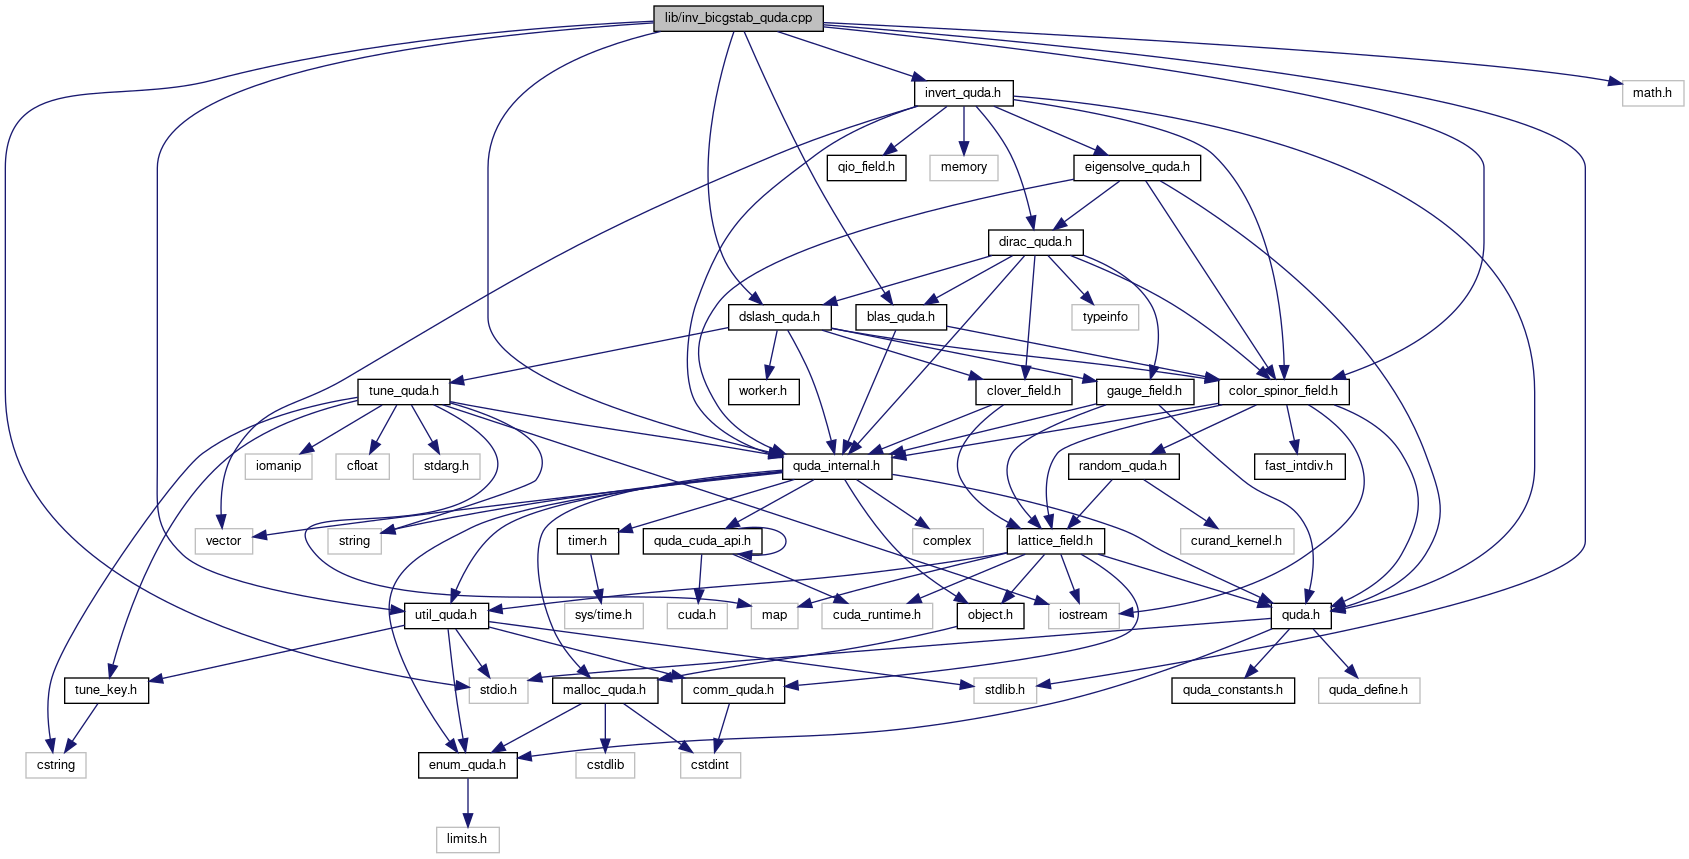 lib/inv_bicgstab_quda.cpp
invert_quda.h
math.h
qio_field.h
memory
eigensolve_quda.h
dirac_quda.h
dslash_quda.h
blas_quda.h
typeinfo
tune_quda.h
worker.h
clover_field.h
gauge_field.h
color_spinor_field.h
iomanip
cfloat
stdarg.h
quda_internal.h
random_quda.h
fast_intdiv.h
vector
string
timer.h
quda_cuda_api.h
complex
lattice_field.h
curand_kernel.h
util_quda.h
sys/time.h
cuda.h
map
cuda_runtime.h
object.h
iostream
quda.h
tune_key.h
stdio.h
malloc_quda.h
comm_quda.h
stdlib.h
quda_constants.h
quda_define.h
cstring
enum_quda.h
cstdlib
cstdint
limits.h